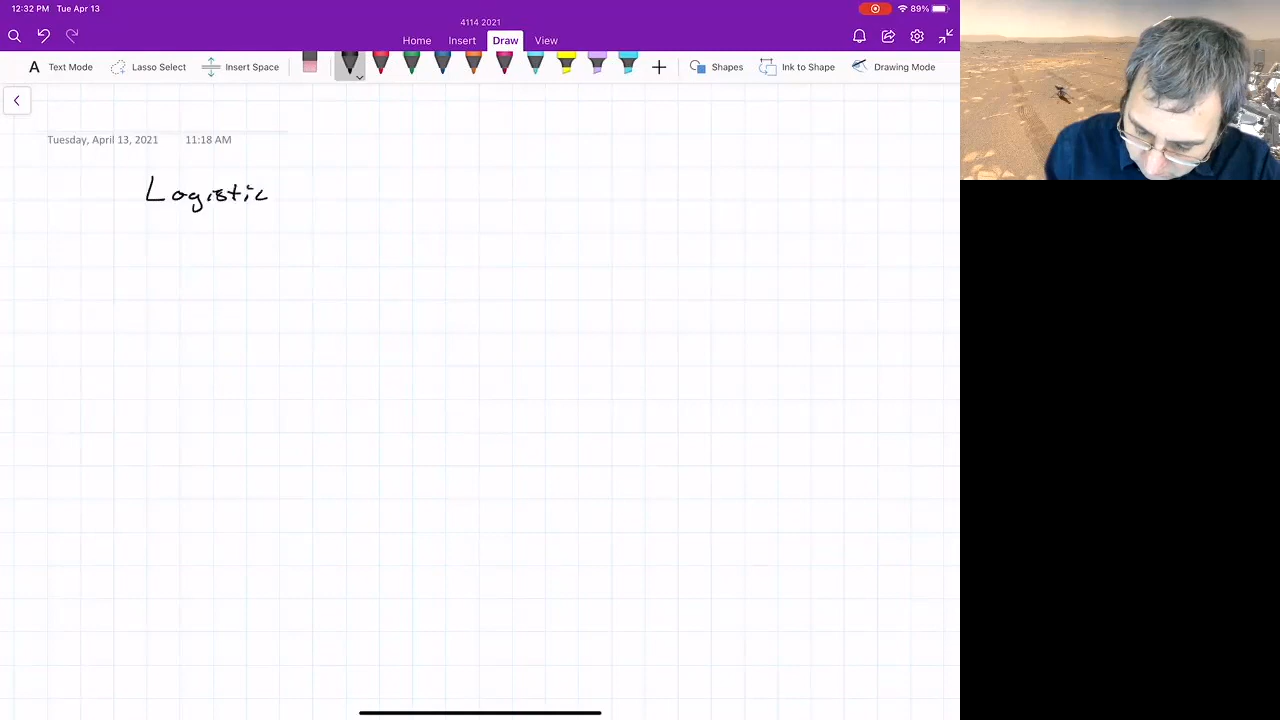 12:32 PM Tue Apr 13 89%
4114 2021
Home Insert Draw View
A Text Mode Lasso Select Insert Space Shapes Ink to Shape Drawing Mode
Tuesday, April 13, 2021 11:18 AM
Logistic